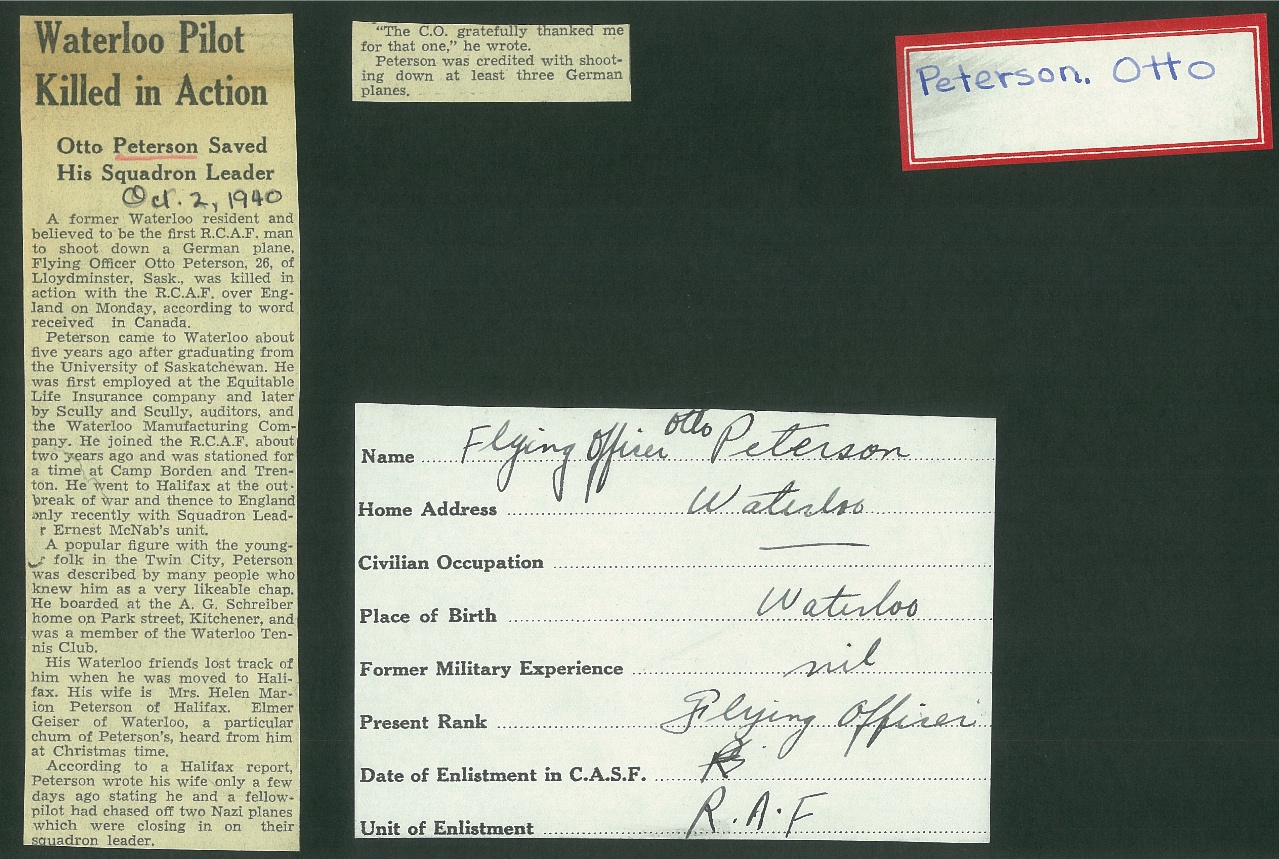 Waterloo Pilot
Killed in Action
Otto Peterson Saved
His Squadron Leader
Oct. 2, 1940
A former Waterloo resident and
believed to be the first R.C.A.F. man
to shoot down a German plane,
Flying Officer Otto Peterson, 26, of
Lloydminster, Sask., was killed in
action with the R.C.A.F. over Eng-
land on Monday, according to word
received in Canada.
Peterson came to Waterloo about
five years ago after graduating from
the University of Saskatchewan. He
was first employed at the Equitable
Life Insurance company and later
by Scully and Scully, auditors, and
the Waterloo Manufacturing Com-
pany. He joined the R.C.A.F. about
two years ago and was stationed for
a time at Camp Borden and Tren-
ton. He went to Halifax at the out-
break of war and thence to England
only recently with Squadron Lead-
r Ernest McNab's unit.
A popular figure with the young-
r folk in the Twin City, Peterson
was described by many people who
knew him as a very likeable chap.
He boarded at the A. G. Schreiber
home on Park street, Kitchener, and
was a member of the Waterloo Ten-
nis Club.
His Waterloo friends lost track of
him when he was moved to Hali-
fax. His wife is Mrs. Helen Mar-
ion Peterson of Halifax. Elmer
Geiser of Waterloo, a particular
chum of Peterson's, heard from him
at Christmas time.
According to a Halifax report,
Peterson wrote his wife only a few
days ago stating he and a fellow-
pilot had chased off two Nazi planes
which were closing in on their
squadron leader.
"The C.O. gratefully thanked me
for that one," he wrote.
Peterson was credited with shoot-
ing down at least three German
planes.
Peterson. Otto
Name Flying Officer Otto Peterson
Home Address Waterloo
Civilian Occupation
Place of Birth Waterloo
Former Military Experience nil
Present Rank Flying Officer
Date of Enlistment in C.A.S.F.
Unit of Enlistment R.A.F